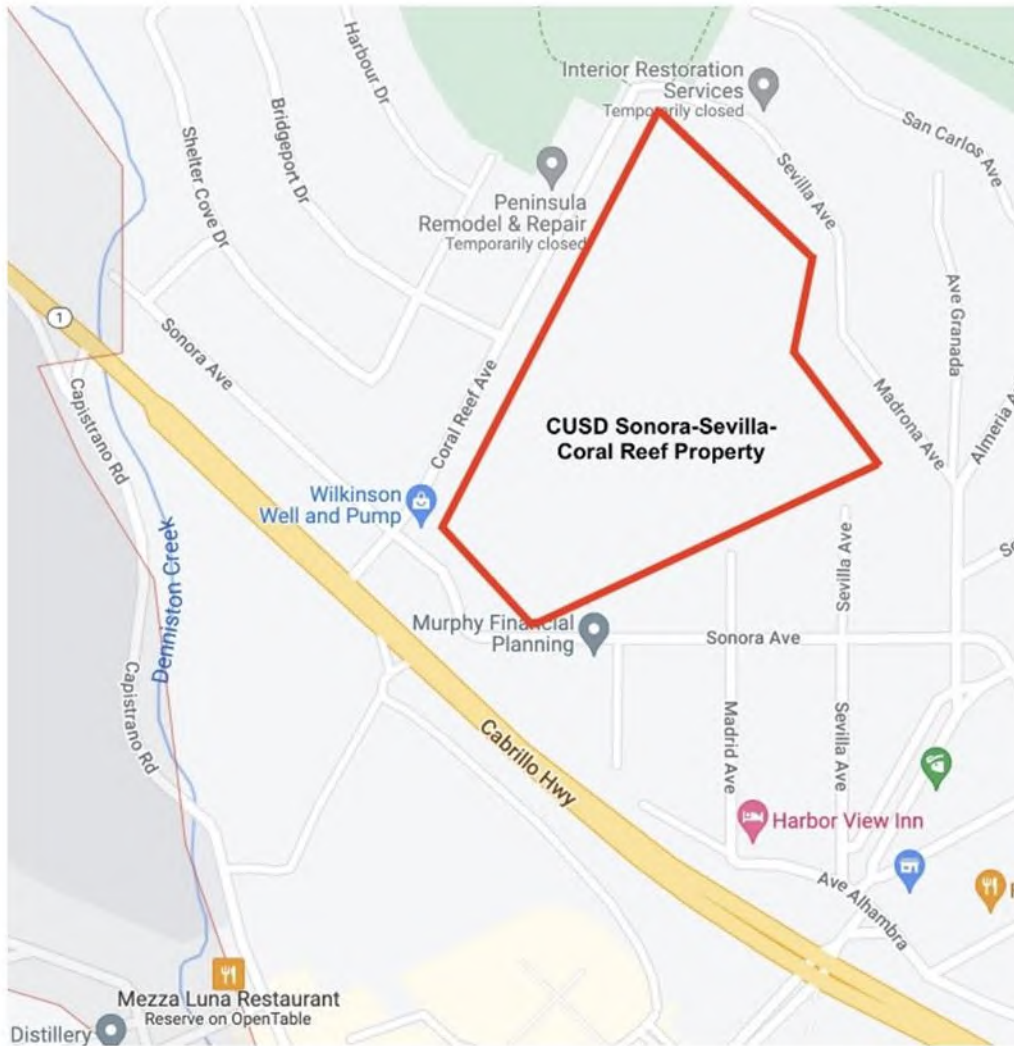 Harbour Dr
Bridgeport Dr
Shelter Cove Dr
Interior Restoration
Services
Temporarily closed
San Carlos Ave
Sevilla Ave
Peninsula
Remodel & Repair
Temporarily closed
Ave Granada
1
Sonora Ave
Capistrano Rd
Coral Reef Ave
Madrona Ave
Almeria
CUSD Sonora-Sevilla-
Coral Reef Property
Wilkinson
Well and Pump
Denniston Creek
Sevilla Ave
Murphy Financial
Planning
Sonora Ave
Capistrano Rd
Madrid Ave
Sevilla Ave
Cabrillo Hwy
Harbor View Inn
Ave Alhambra
Mezza Luna Restaurant
Reserve on OpenTable
Distillery